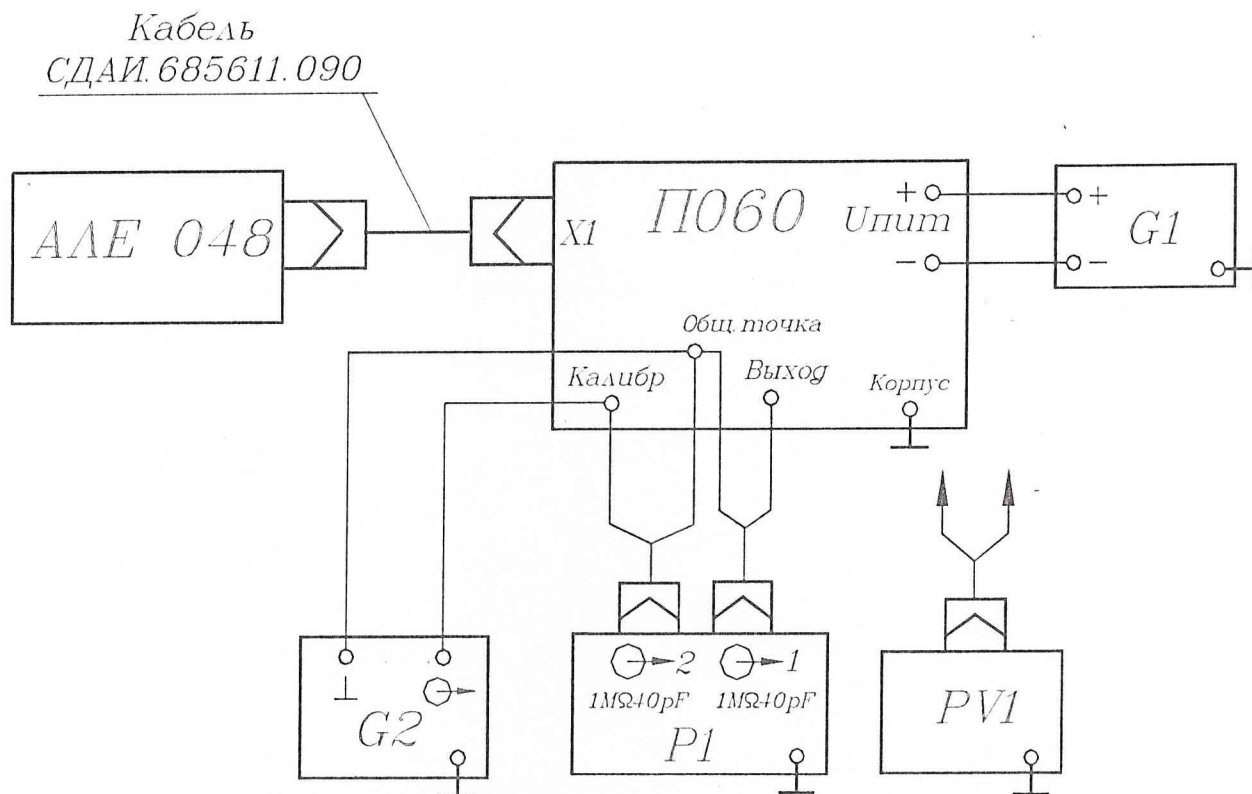 Кабель
СДАИ.685611.090
АЛЕ 048
X1
П060
+
Uпит
−
+
−
G1
Общ. точка
Калибр
Выход
Корпус
G2
2
1
1MΩ40pF
1MΩ40pF
P1
PV1